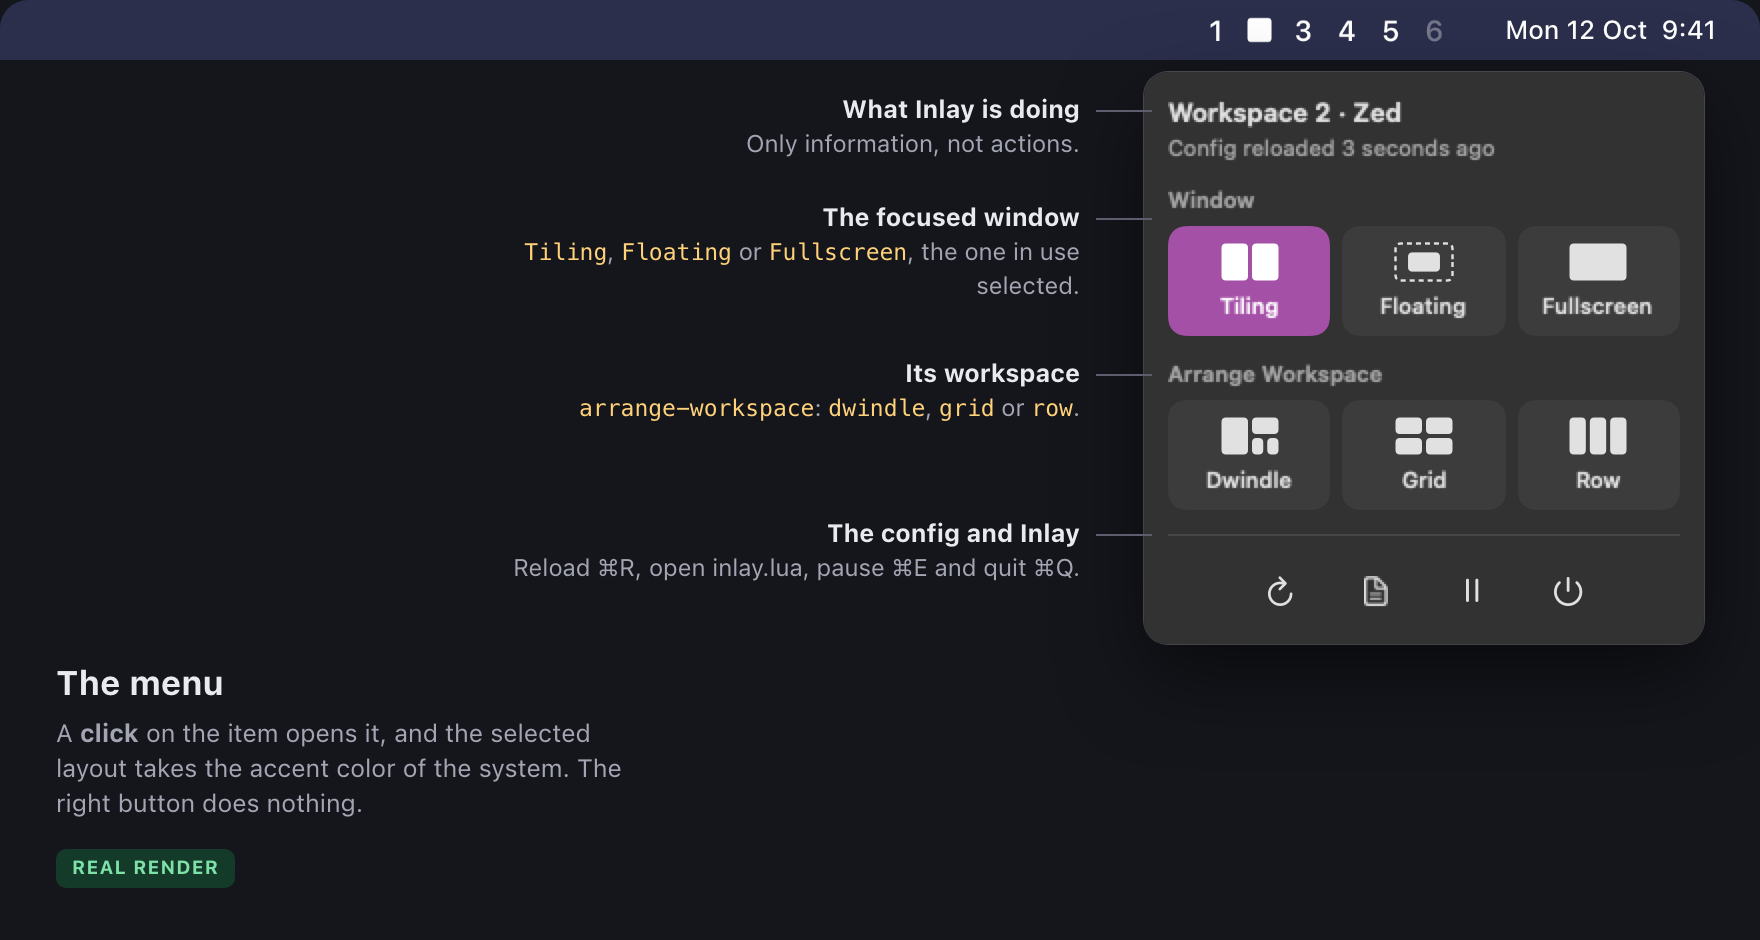 1 3 4 5 6 Mon 12 Oct 9:41
What Inlay is doing
Only information, not actions.
The focused window
Tiling, Floating or Fullscreen, the one in use
selected.
Its workspace
arrange-workspace: dwindle, grid or row.
The config and Inlay
Reload ⌘R, open inlay.lua, pause ⌘E and quit ⌘Q.
Workspace 2 · Zed
Config reloaded 3 seconds ago
Window
Tiling Floating Fullscreen
Arrange Workspace
Dwindle Grid Row
The menu
A click on the item opens it, and the selected
layout takes the accent color of the system. The
right button does nothing.
REAL RENDER